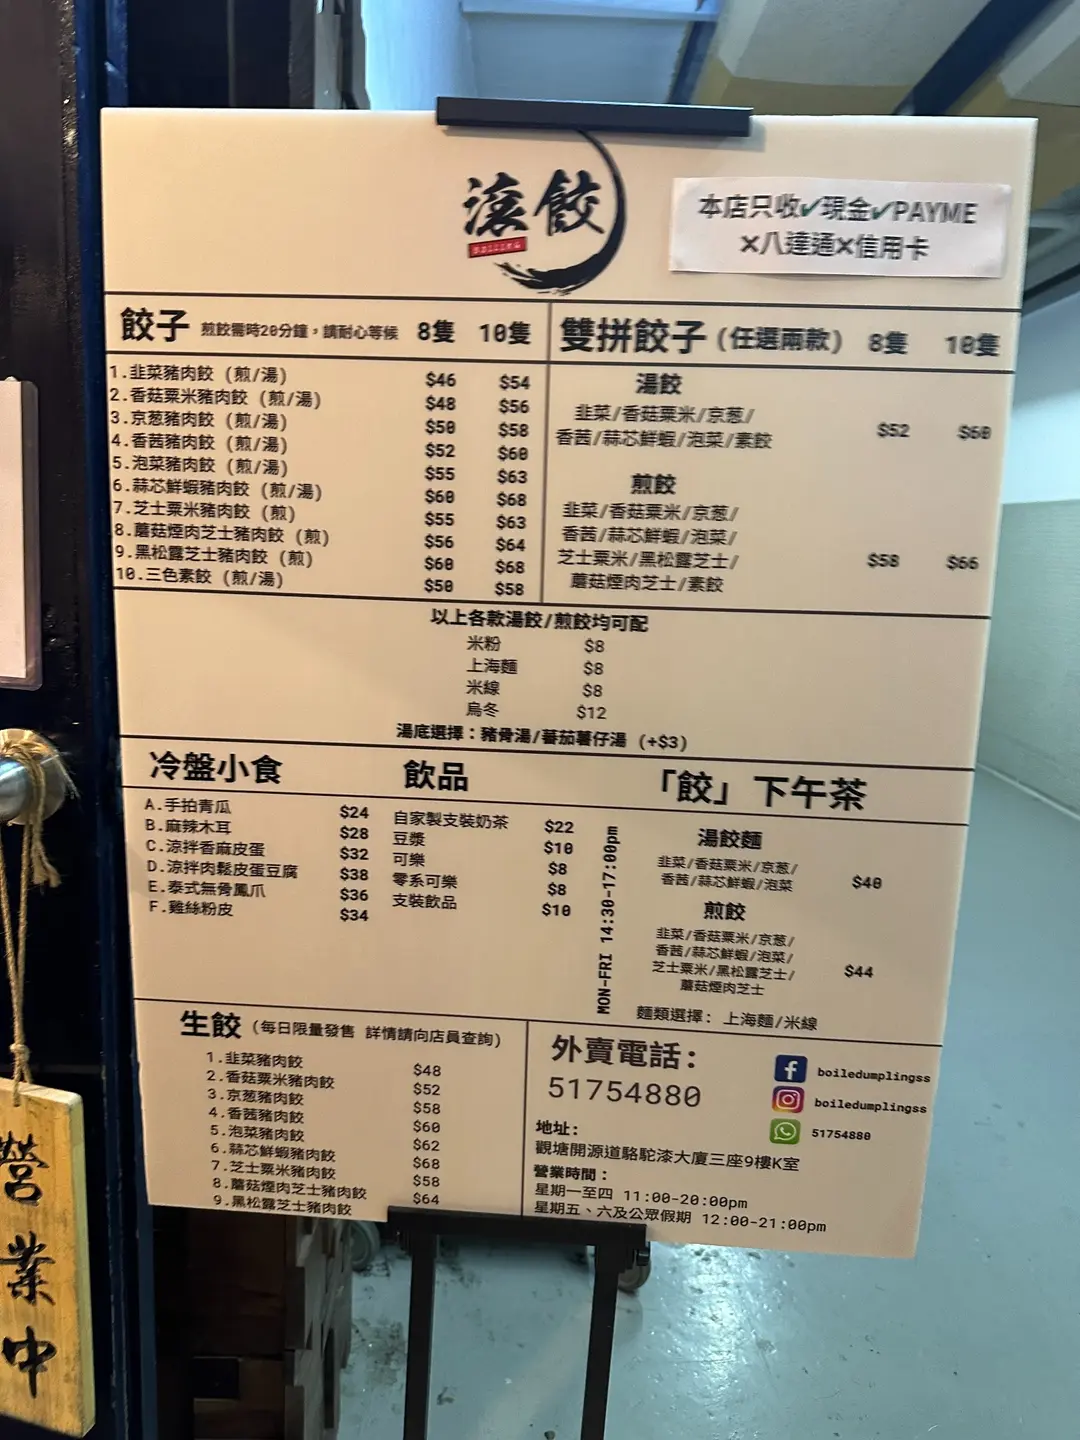 滾餃
本店只收✓現金✓PAYME
×八達通×信用卡
餃子 煎餃需時20分鐘，請耐心等候 8隻 10隻
1.韭菜豬肉餃 (煎/湯) $46 $54
2.香菇粟米豬肉餃 (煎/湯) $48 $56
3.京葱豬肉餃 (煎/湯) $50 $58
4.香茜豬肉餃 (煎/湯) $52 $60
5.泡菜豬肉餃 (煎/湯) $55 $63
6.蒜芯鮮蝦豬肉餃 (煎/湯) $60 $68
7.芝士粟米豬肉餃 (煎) $55 $63
8.蘑菇煙肉芝士豬肉餃 (煎) $56 $64
9.黑松露芝士豬肉餃 (煎) $60 $68
10.三色素餃 (煎/湯) $50 $58
雙拼餃子 (任選兩款) 8隻 10隻
湯餃
韭菜/香菇粟米/京葱/
香茜/蒜芯鮮蝦/泡菜/素餃 $52 $60
煎餃
韭菜/香菇粟米/京葱/
香茜/蒜芯鮮蝦/泡菜/
芝士粟米/黑松露芝士/ $58 $66
蘑菇煙肉芝士/素餃
以上各款湯餃/煎餃均可配
米粉 $8
上海麵 $8
米線 $8
烏冬 $12
湯底選擇：豬骨湯/蕃茄薯仔湯 (+$3)
冷盤小食
A.手拍青瓜 $24
B.麻辣木耳 $28
C.涼拌香麻皮蛋 $32
D.涼拌肉鬆皮蛋豆腐 $38
E.泰式無骨鳳爪 $36
F.雞絲粉皮 $34
飲品
自家製支裝奶茶 $22
豆漿 $10
可樂 $8
零系可樂 $8
支裝飲品 $10
「餃」下午茶
MON-FRI 14:30-17:00pm
湯餃麵
韭菜/香菇粟米/京葱/
香茜/蒜芯鮮蝦/泡菜 $40
煎餃
韭菜/香菇粟米/京葱/
香茜/蒜芯鮮蝦/泡菜/
芝士粟米/黑松露芝士/ $44
蘑菇煙肉芝士
麵類選擇: 上海麵/米線
生餃 (每日限量發售 詳情請向店員查詢)
1.韭菜豬肉餃 $48
2.香菇粟米豬肉餃 $52
3.京葱豬肉餃 $58
4.香茜豬肉餃 $60
5.泡菜豬肉餃 $62
6.蒜芯鮮蝦豬肉餃 $68
7.芝士粟米豬肉餃 $58
8.蘑菇煙肉芝士豬肉餃 $64
9.黑松露芝士豬肉餃
外賣電話:
51754880
boiledumplingss
boiledumplingss
51754880
地址:
觀塘開源道駱駝漆大廈三座9樓K室
營業時間：
星期一至四 11:00-20:00pm
星期五、六及公眾假期 12:00-21:00pm
營業中